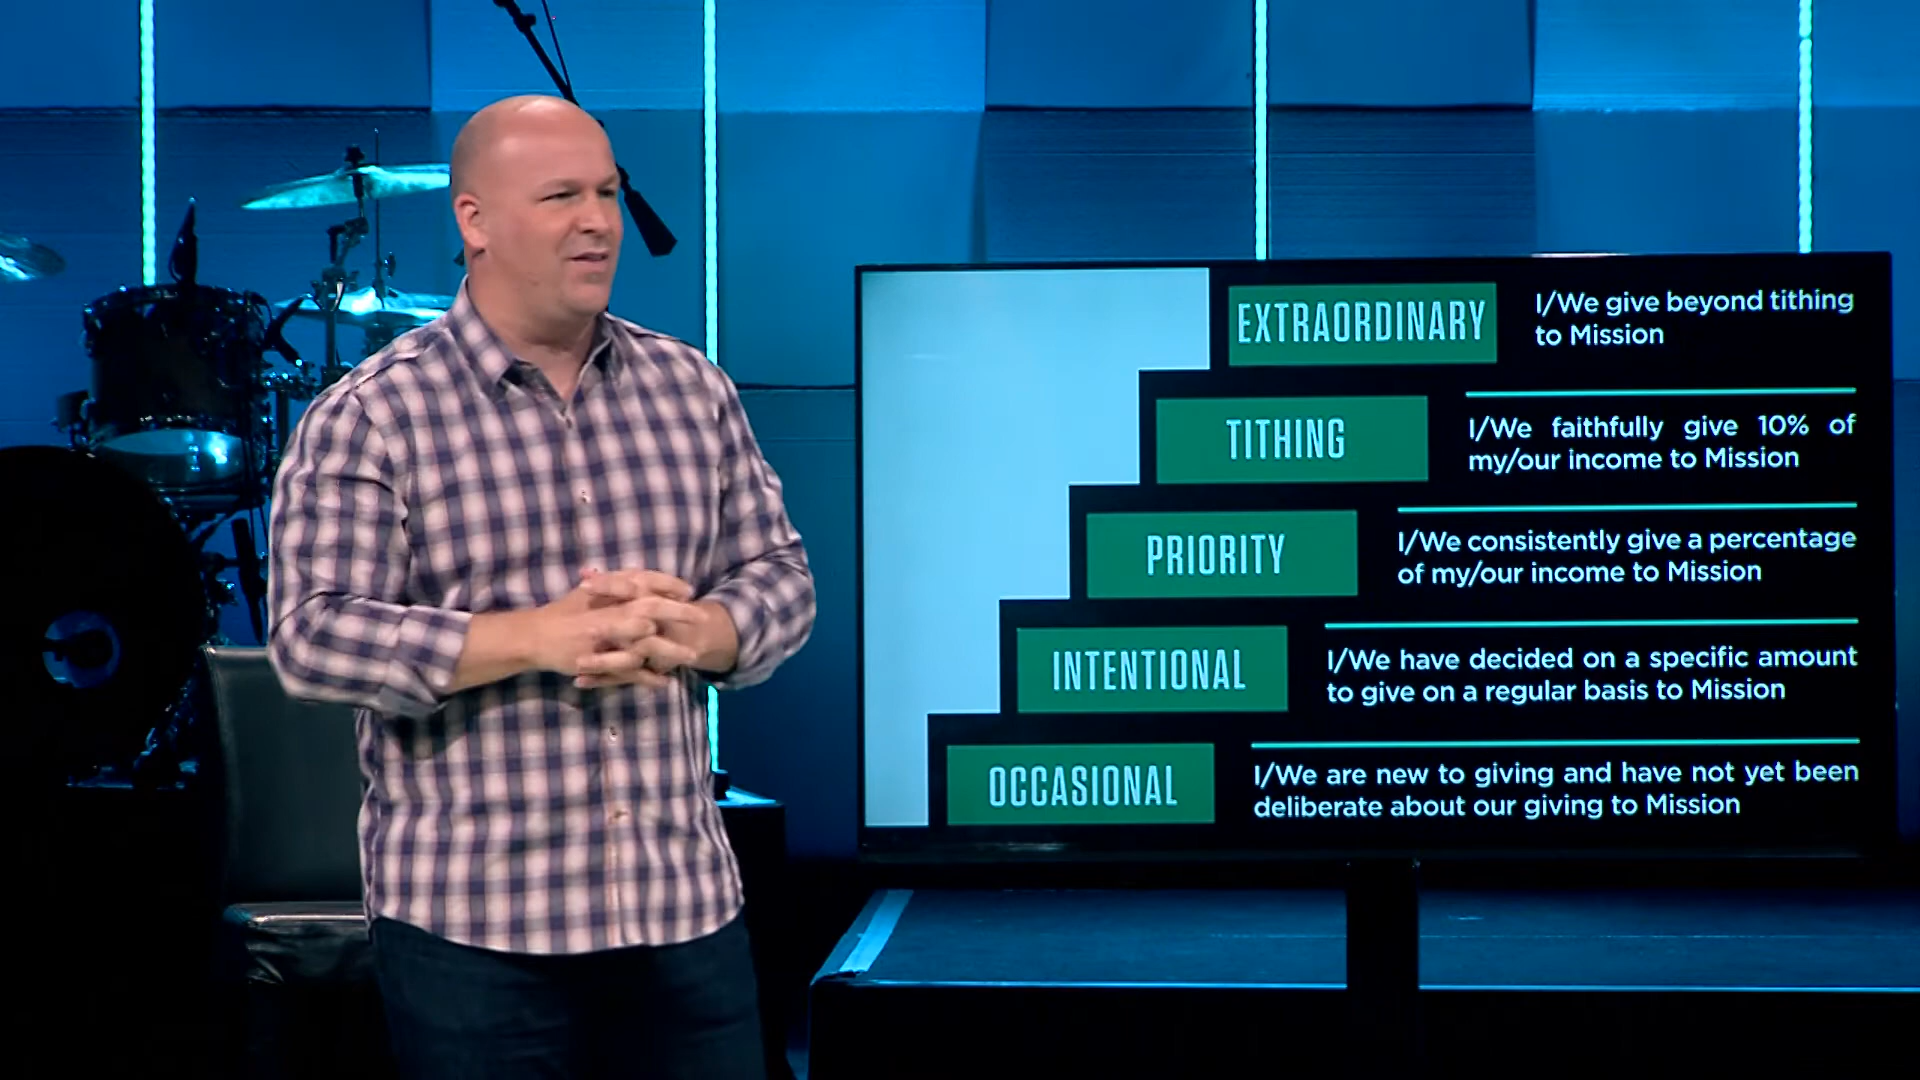 EXTRAORDINARY
I/We give beyond tithing
to Mission
TITHING
I/We faithfully give 10% of
my/our income to Mission
PRIORITY
I/We consistently give a percentage
of my/our income to Mission
INTENTIONAL
I/We have decided on a specific amount
to give on a regular basis to Mission
OCCASIONAL
I/We are new to giving and have not yet been
deliberate about our giving to Mission